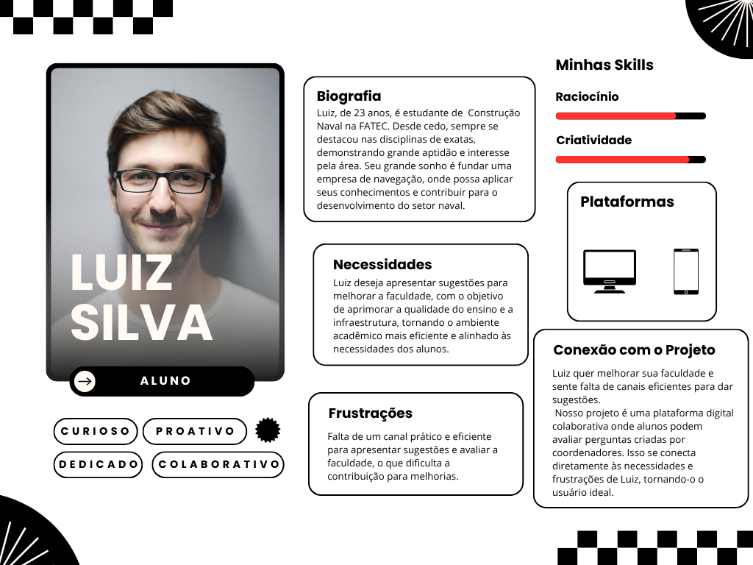 LUIZ
SILVA
ALUNO
CURIOSO
PROATIVO
DEDICADO
COLABORATIVO
Biografia
Luiz, de 23 anos, é estudante de Construção
Naval na FATEC. Desde cedo, sempre se
destacou nas disciplinas de exatas,
demonstrando grande aptidão e interesse
pela área. Seu grande sonho é fundar uma
empresa de navegação, onde possa aplicar
seus conhecimentos e contribuir para o
desenvolvimento do setor naval.
Necessidades
Luiz deseja apresentar sugestões para
melhorar a faculdade, com o objetivo
de aprimorar a qualidade do ensino e a
infraestrutura, tornando o ambiente
acadêmico mais eficiente e alinhado às
necessidades dos alunos.
Frustrações
Falta de um canal prático e eficiente
para apresentar sugestões e avaliar a
faculdade, o que dificulta a
contribuição para melhorias.
Minhas Skills
Raciocínio
Criatividade
Plataformas
Conexão com o Projeto
Luiz quer melhorar sua faculdade e
sente falta de canais eficientes para dar
sugestões.
Nosso projeto é uma plataforma digital
colaborativa onde alunos podem
avaliar perguntas criadas por
coordenadores. Isso se conecta
diretamente às necessidades e
frustrações de Luiz, tornando-o o
usuário ideal.